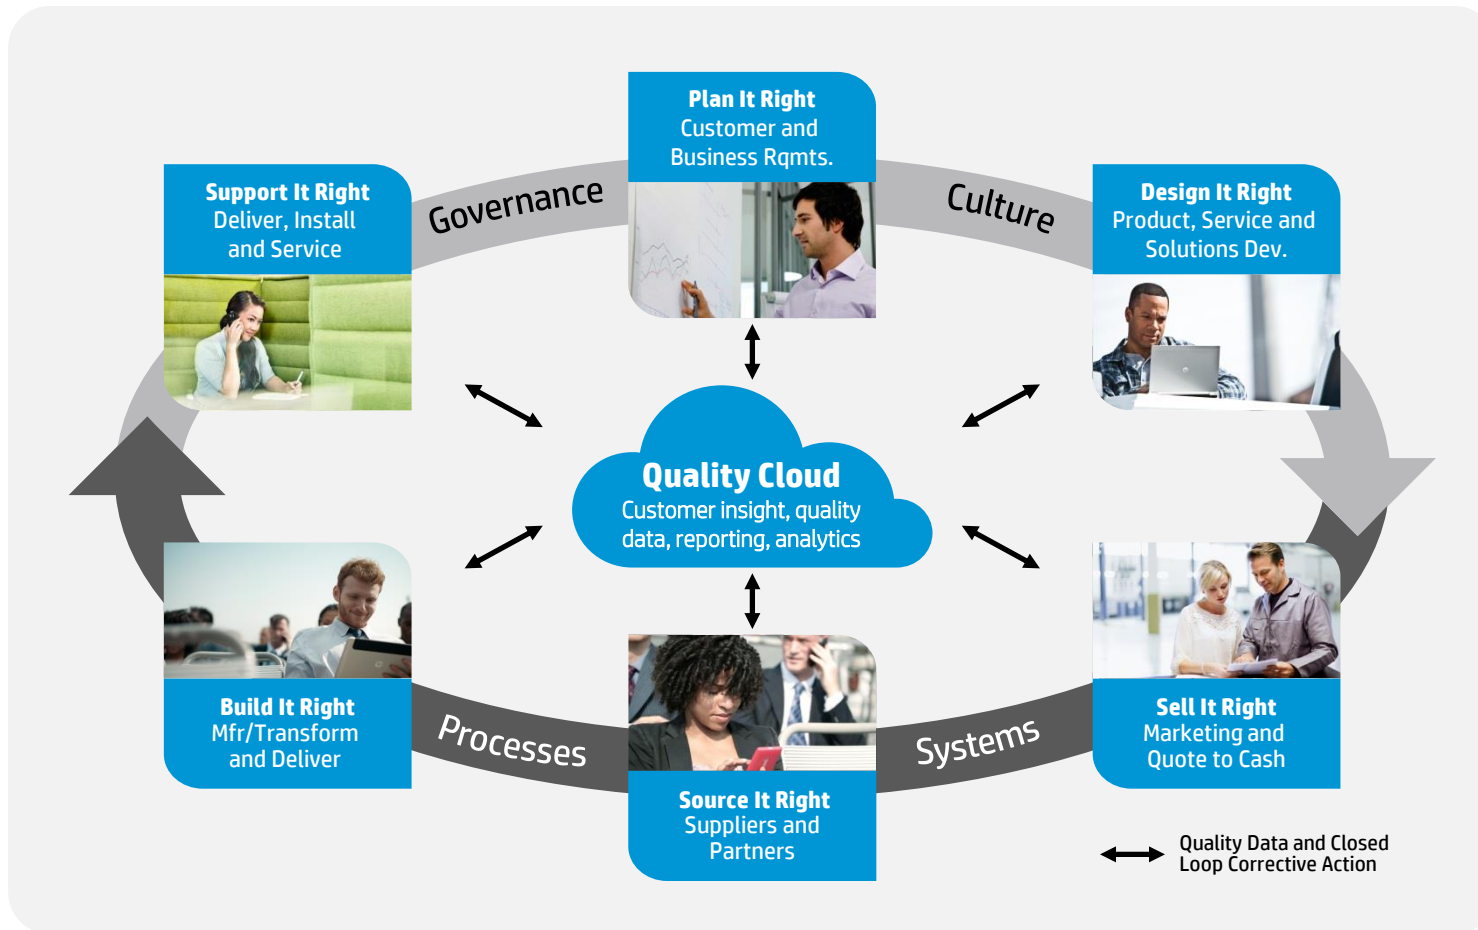 Plan It Right
Customer and
Business Rqmts.
Support It Right
Deliver, Install
and Service
Governance
Culture
Design It Right
Product, Service and
Solutions Dev.
Quality Cloud
Customer insight, quality
data, reporting, analytics
Build It Right
Mfr/Transform
and Deliver
Processes
Source It Right
Suppliers and
Partners
Systems
Sell It Right
Marketing and
Quote to Cash
Quality Data and Closed
Loop Corrective Action